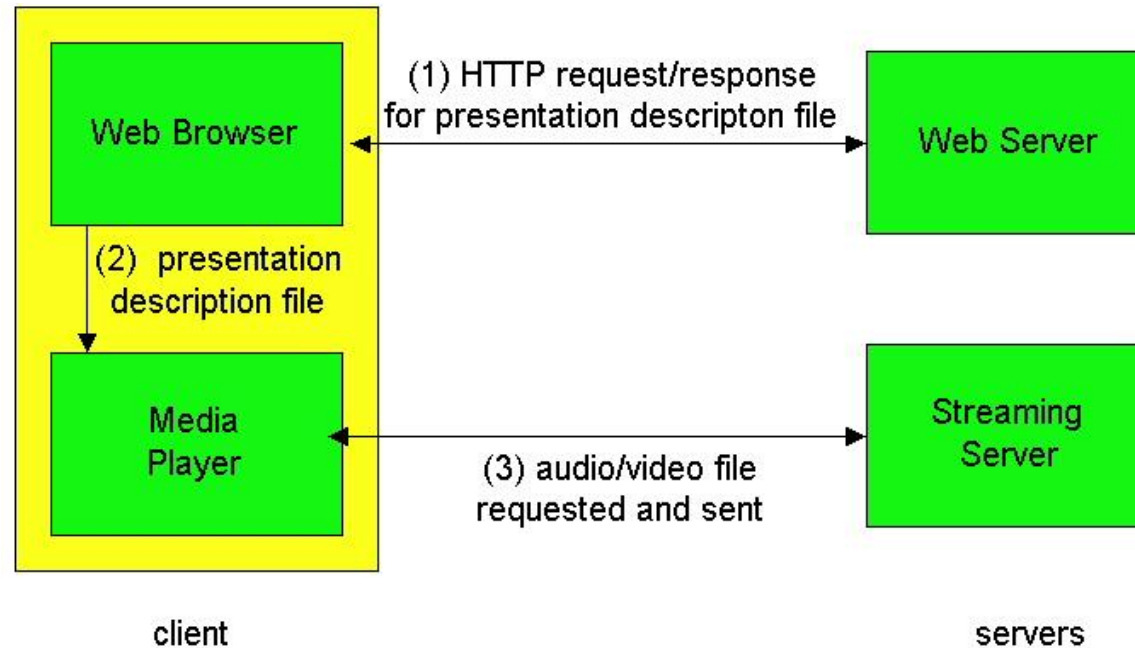 Web Browser
(1) HTTP request/response
for presentation descripton file
Web Server
(2) presentation
description file
Media
Player
(3) audio/video file
requested and sent
Streaming
Server
client
servers